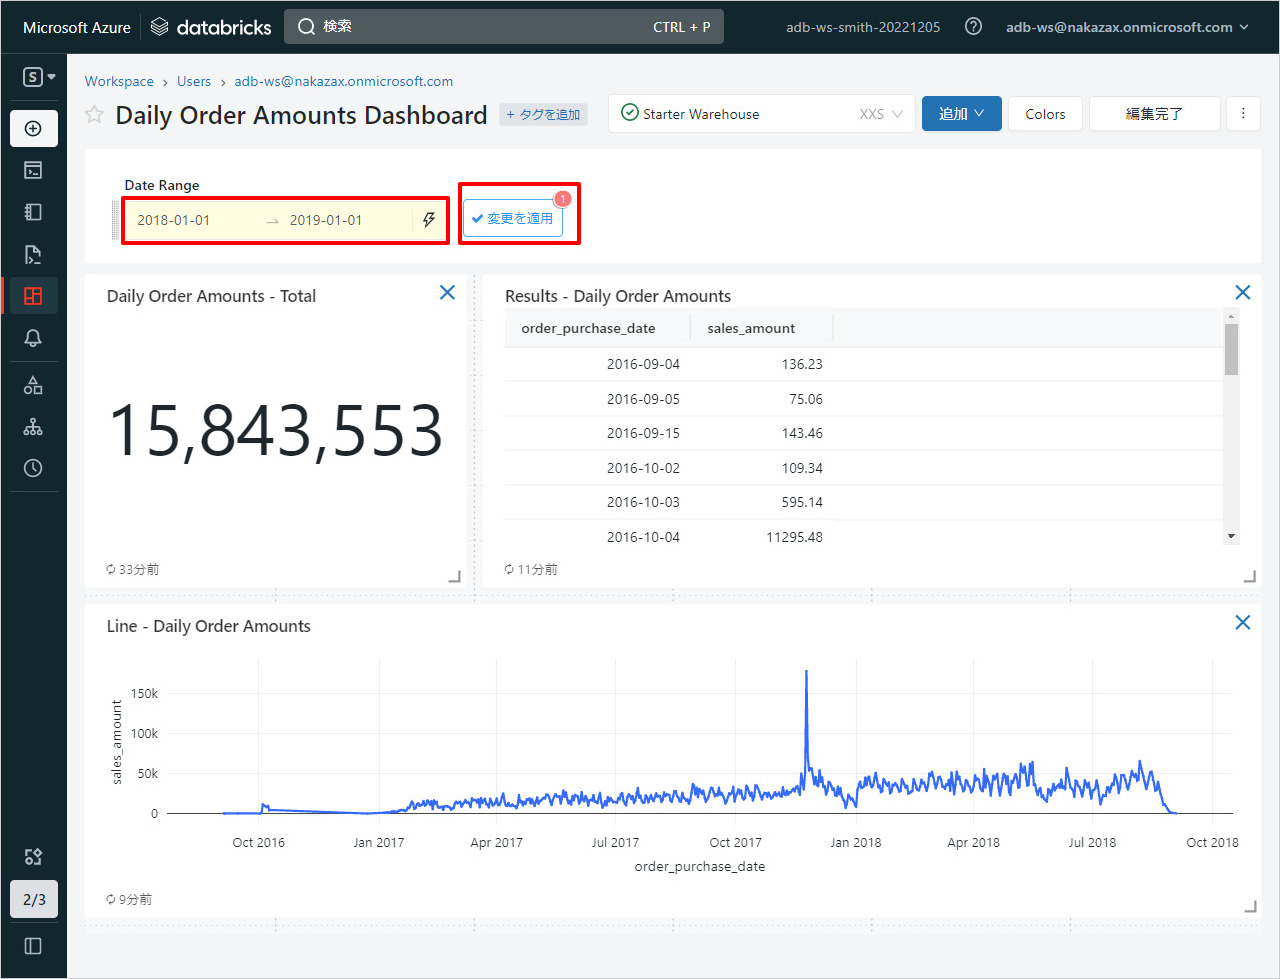 Microsoft Azure databricks 検索 CTRL + P adb-ws-smith-20221205 adb-ws@nakazax.onmicrosoft.com
S
Workspace › Users › adb-ws@nakazax.onmicrosoft.com
Daily Order Amounts Dashboard + タグを追加 Starter Warehouse XXS 追加 Colors 編集完了
Date Range
2018-01-01 → 2019-01-01 変更を適用 1
Daily Order Amounts - Total
15,843,553
33分前
Results - Daily Order Amounts
order_purchase_date sales_amount
2016-09-04 136.23
2016-09-05 75.06
2016-09-15 143.46
2016-10-02 109.34
2016-10-03 595.14
2016-10-04 11295.48
11分前
Line - Daily Order Amounts
sales_amount
150k
100k
50k
0
Oct 2016 Jan 2017 Apr 2017 Jul 2017 Oct 2017 Jan 2018 Apr 2018 Jul 2018 Oct 2018
order_purchase_date
9分前
2/3